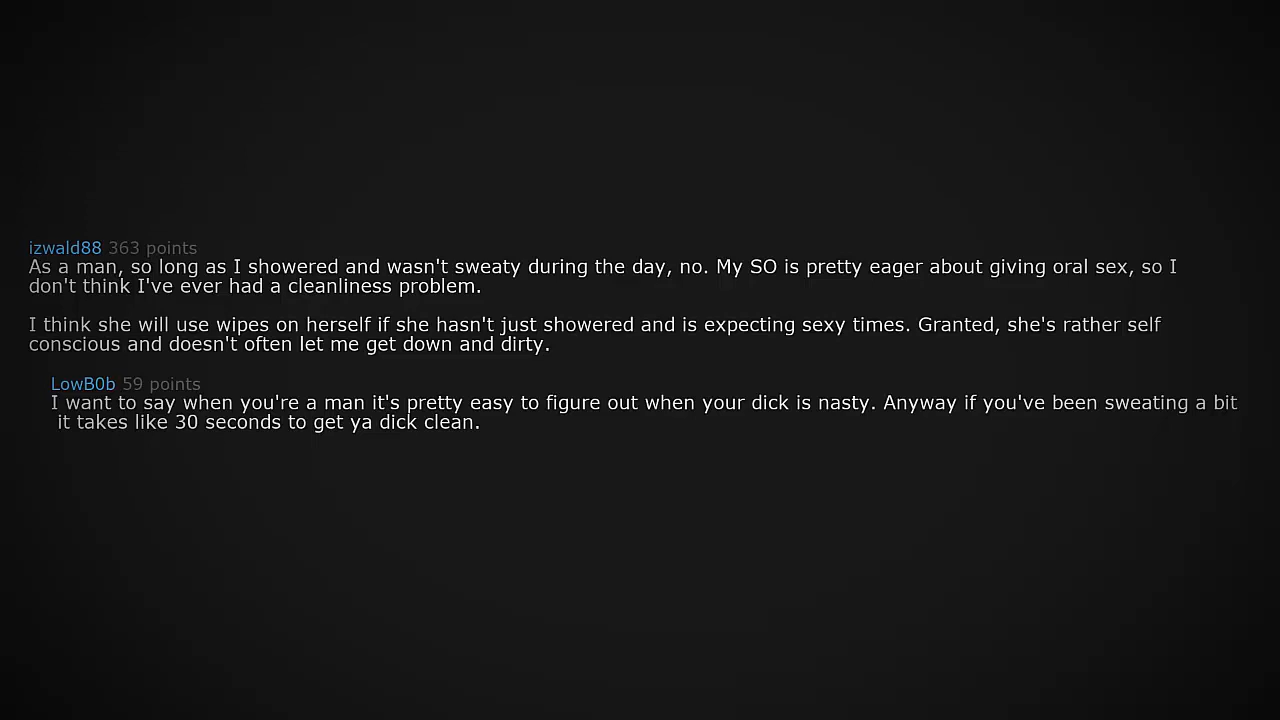 izwald88 363 points
As a man, so long as I showered and wasn't sweaty during the day, no. My SO is pretty eager about giving oral sex, so I
don't think I've ever had a cleanliness problem.
I think she will use wipes on herself if she hasn't just showered and is expecting sexy times. Granted, she's rather self
conscious and doesn't often let me get down and dirty.
LowB0b 59 points
I want to say when you're a man it's pretty easy to figure out when your dick is nasty. Anyway if you've been sweating a bit
it takes like 30 seconds to get ya dick clean.